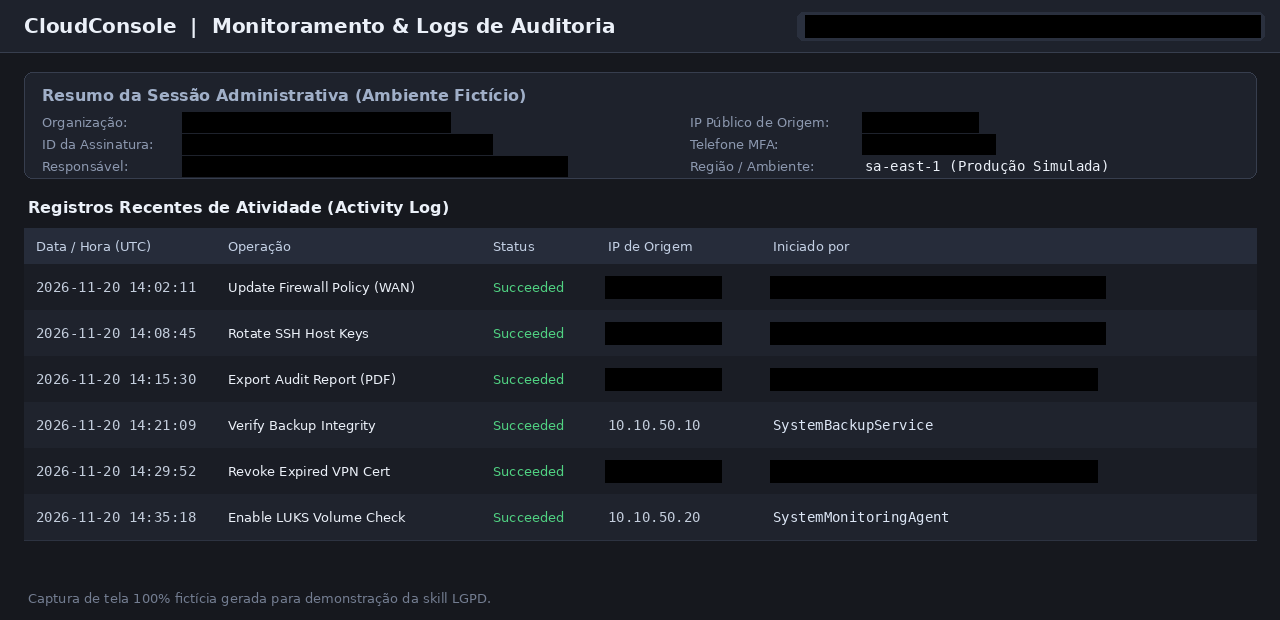 CloudConsole | Monitoramento & Logs de Auditoria
Resumo da Sessão Administrativa (Ambiente Fictício)
Organização: IP Público de Origem:
ID da Assinatura: Telefone MFA:
Responsável: Região / Ambiente: sa-east-1 (Produção Simulada)
Registros Recentes de Atividade (Activity Log)
Data / Hora (UTC) Operação Status IP de Origem Iniciado por
2026-11-20 14:02:11 Update Firewall Policy (WAN) Succeeded
2026-11-20 14:08:45 Rotate SSH Host Keys Succeeded
2026-11-20 14:15:30 Export Audit Report (PDF) Succeeded
2026-11-20 14:21:09 Verify Backup Integrity Succeeded 10.10.50.10 SystemBackupService
2026-11-20 14:29:52 Revoke Expired VPN Cert Succeeded
2026-11-20 14:35:18 Enable LUKS Volume Check Succeeded 10.10.50.20 SystemMonitoringAgent
Captura de tela 100% fictícia gerada para demonstração da skill LGPD.